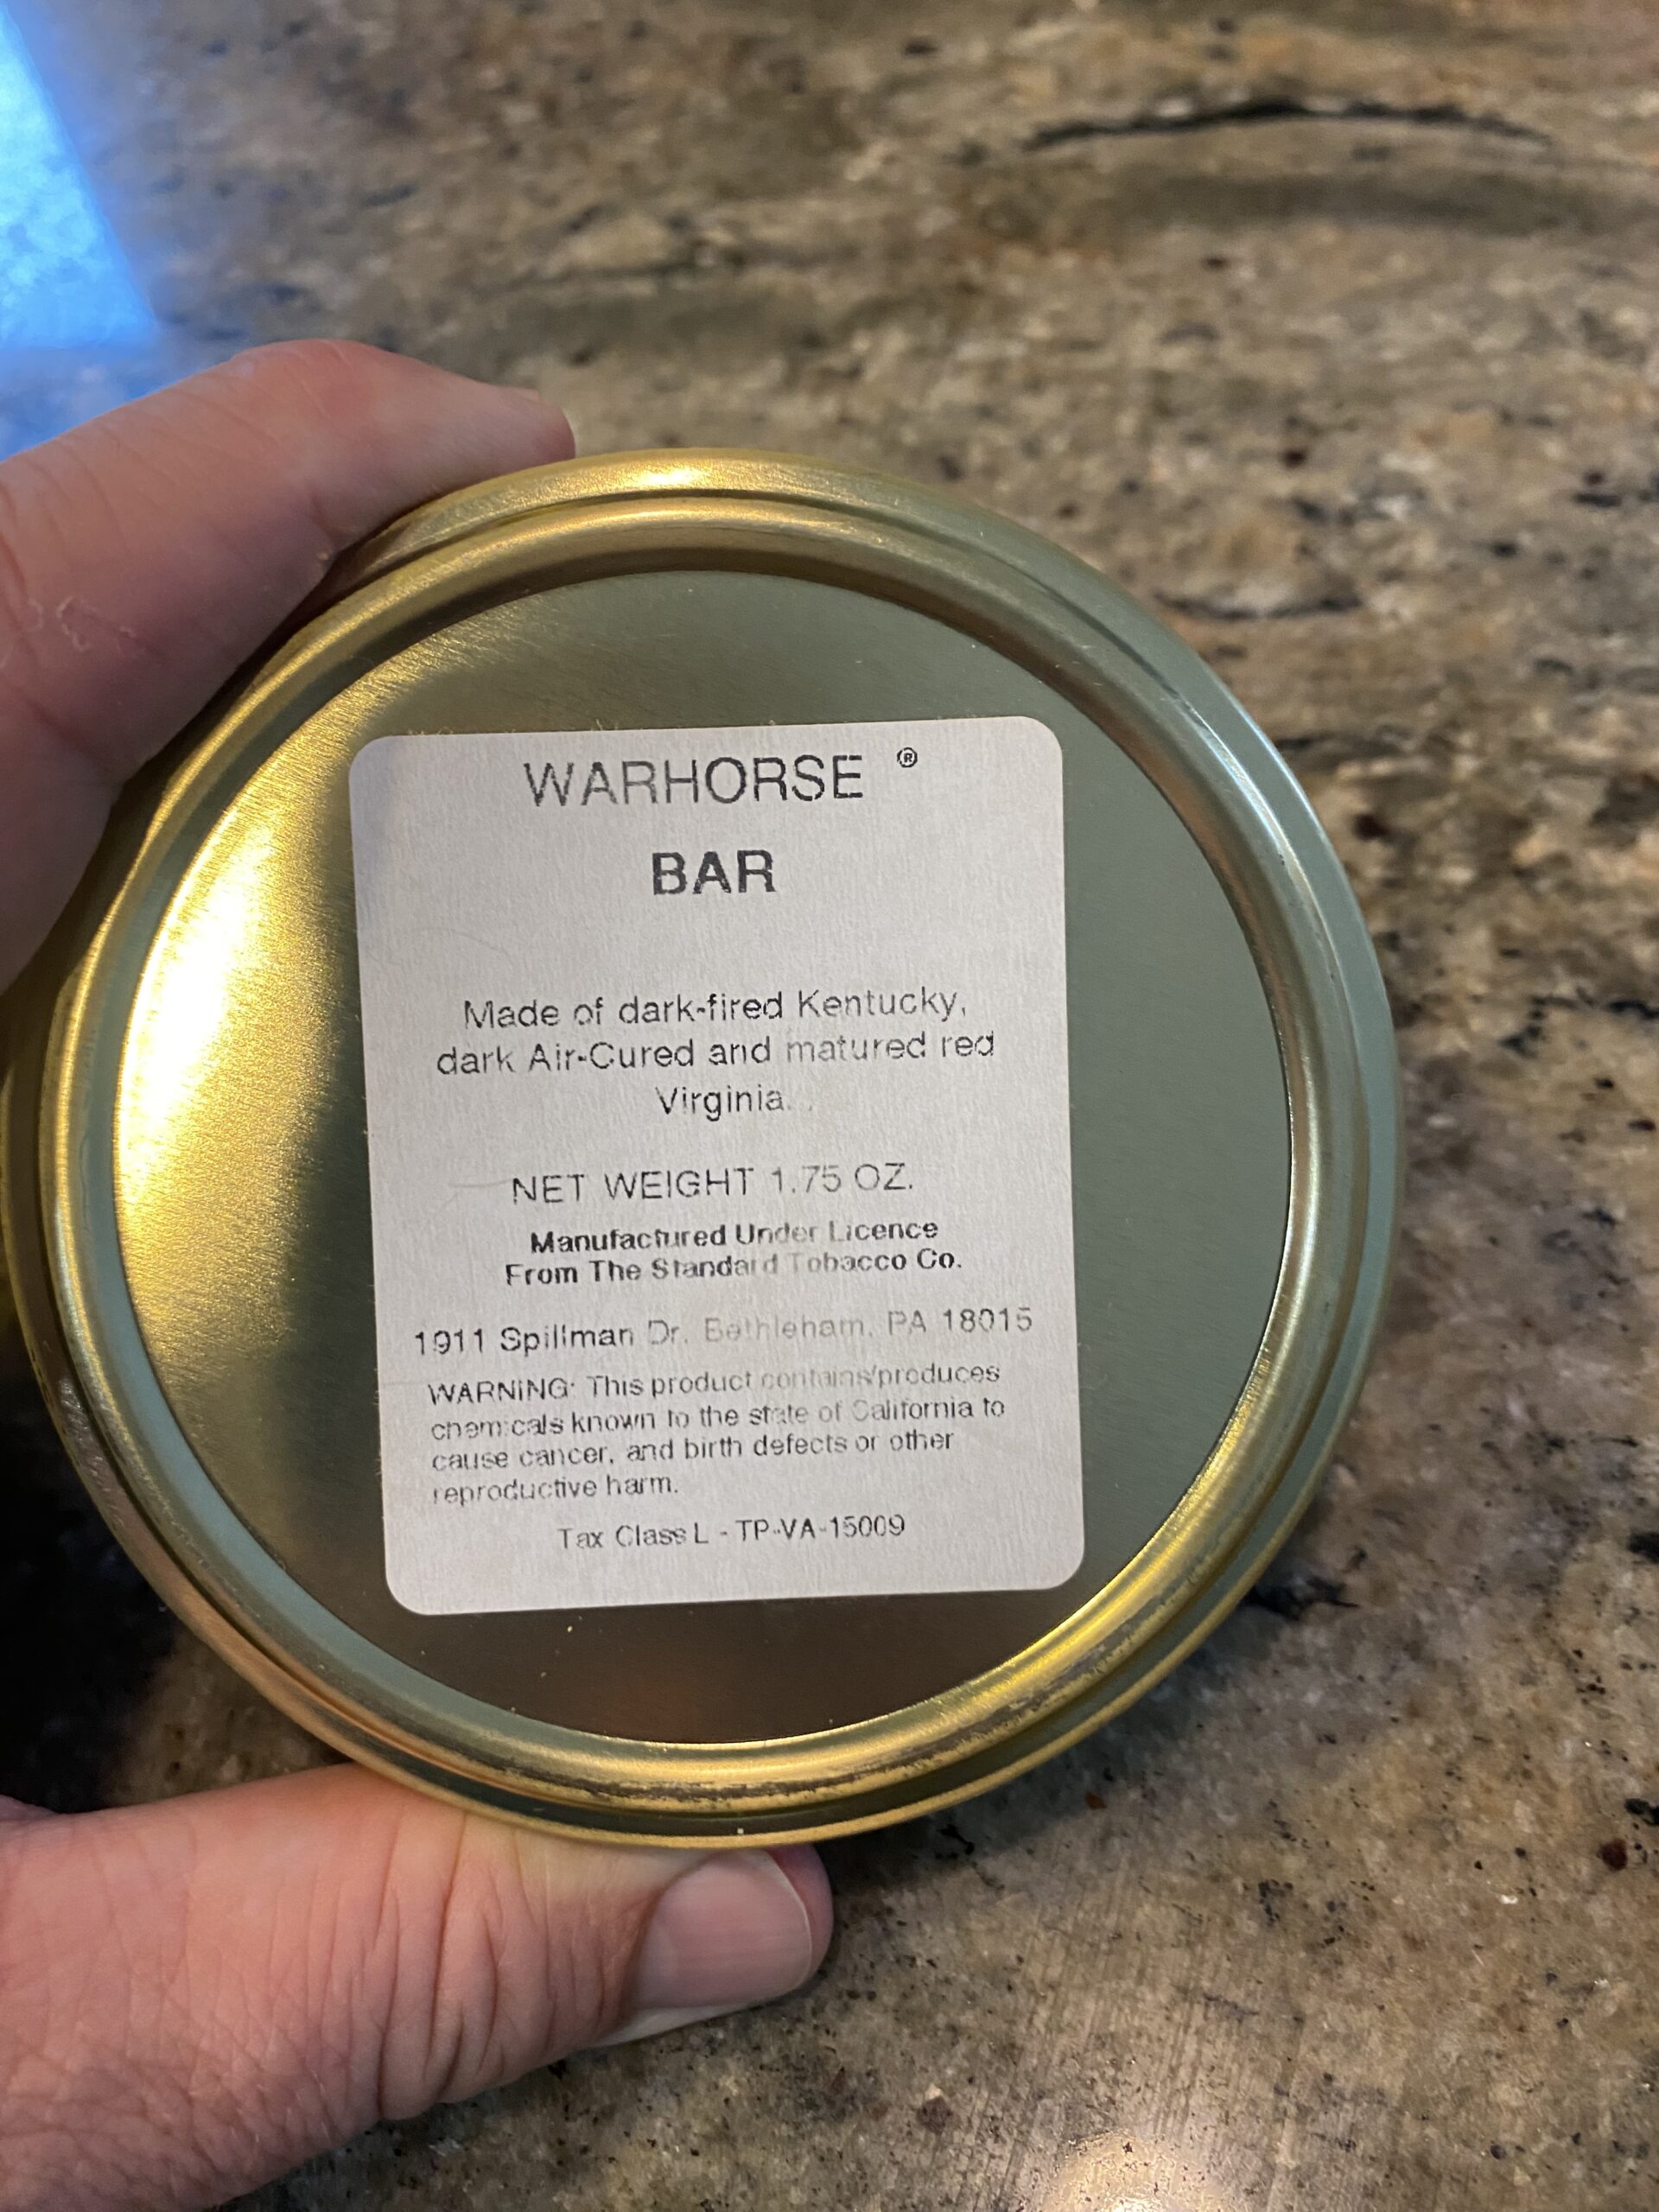 WARHORSE ®
BAR
Made of dark-fired Kentucky,
dark Air-Cured and matured red
Virginia.
NET WEIGHT 1.75 OZ.
Manufactured Under Licence
From The Standard Tobacco Co.
1911 Spillman Dr. Bethleham, PA 18015
WARNING: This product contains/produces
chemicals known to the state of California to
cause cancer, and birth defects or other
reproductive harm.
Tax Class L - TP-VA-15009